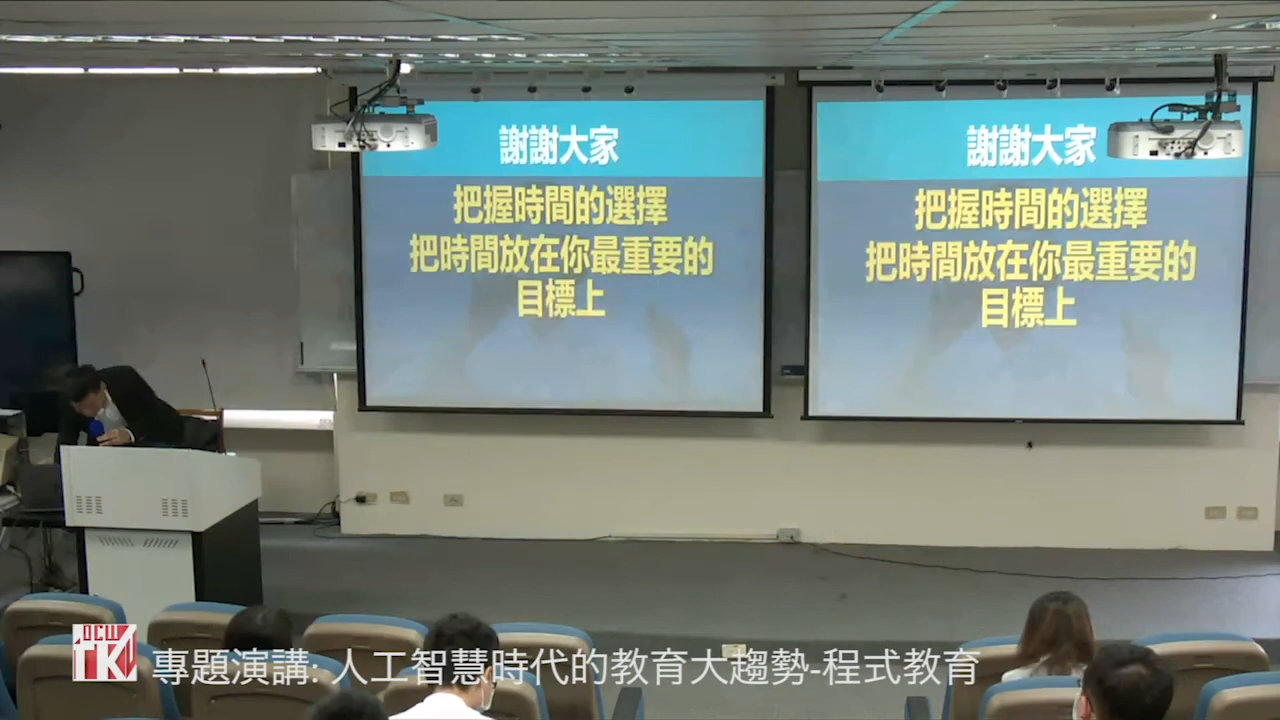 謝謝大家
把握時間的選擇
把時間放在你最重要的
目標上
謝謝大家
把握時間的選擇
把時間放在你最重要的
目標上
OCW
TK
專題演講: 人工智慧時代的教育大趨勢-程式教育